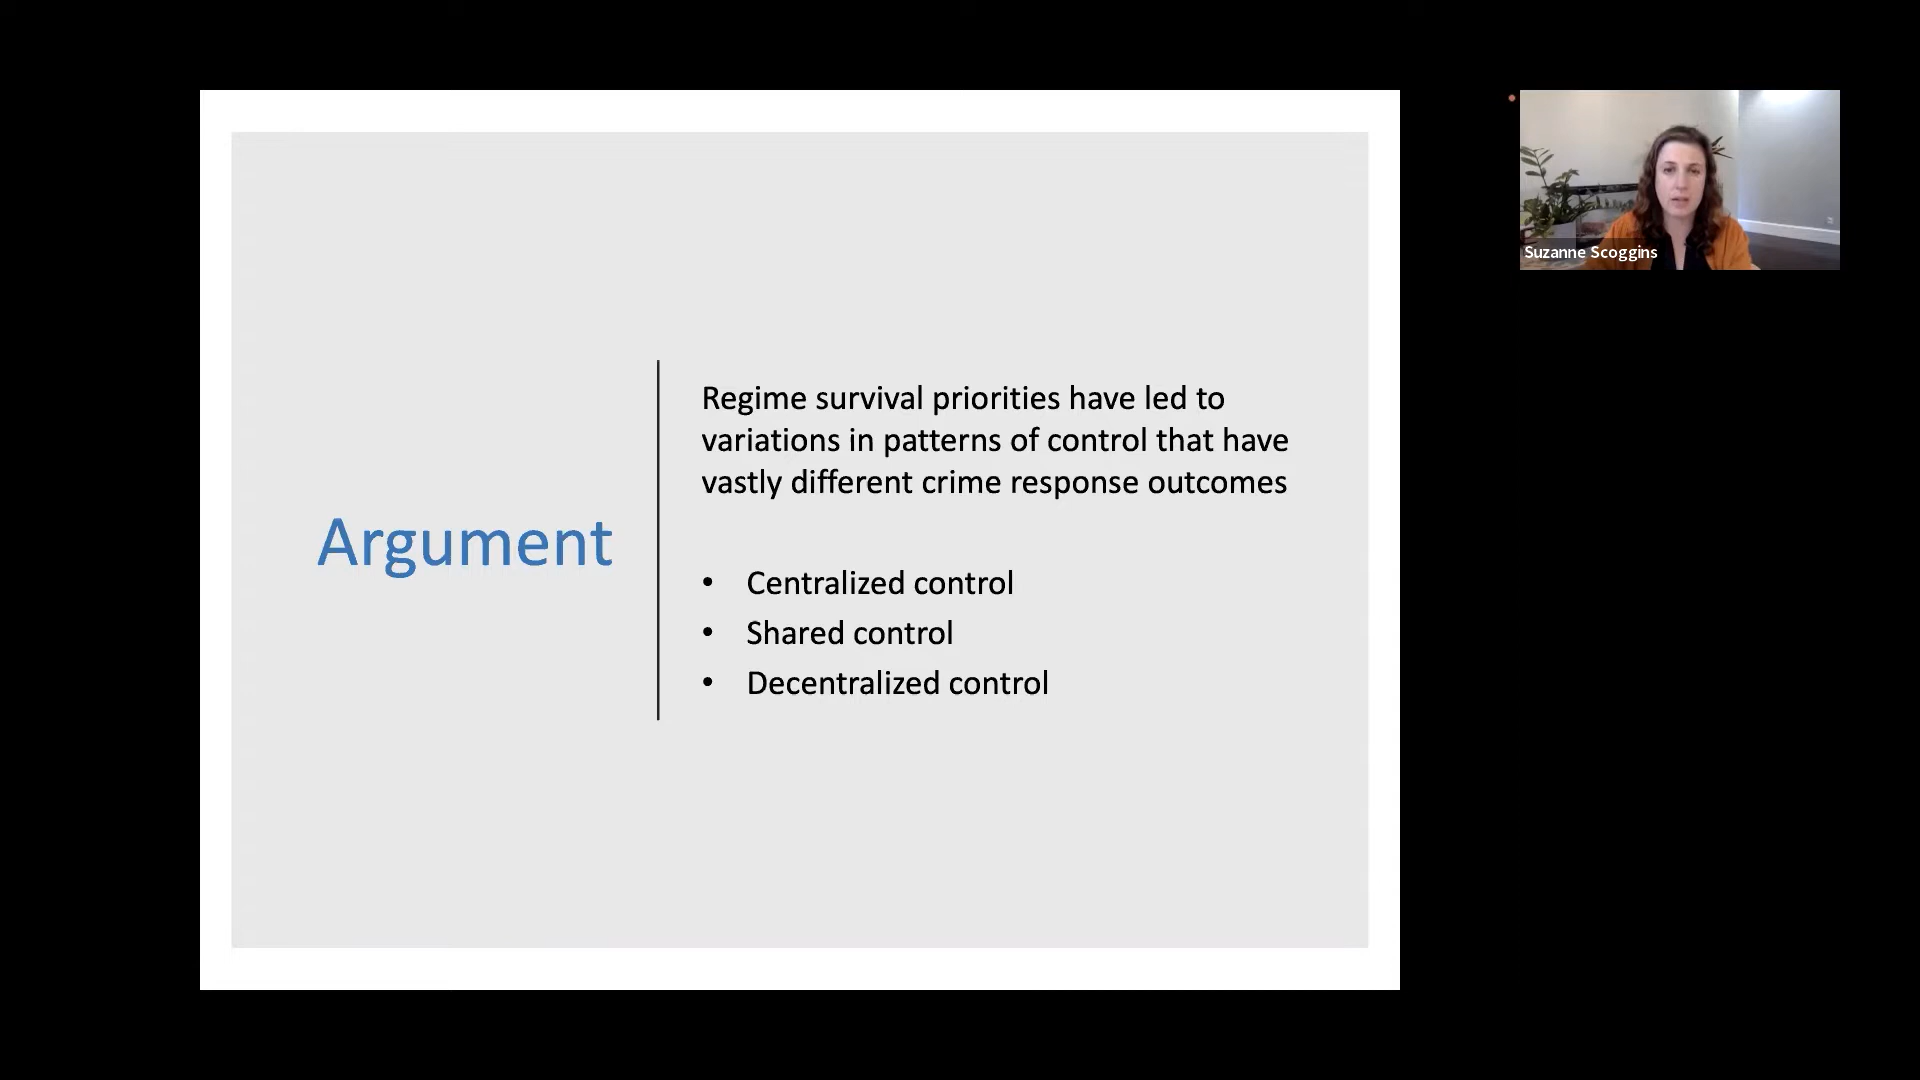 Argument
Regime survival priorities have led to
variations in patterns of control that have
vastly different crime response outcomes
• Centralized control
• Shared control
• Decentralized control
Suzanne Scoggins